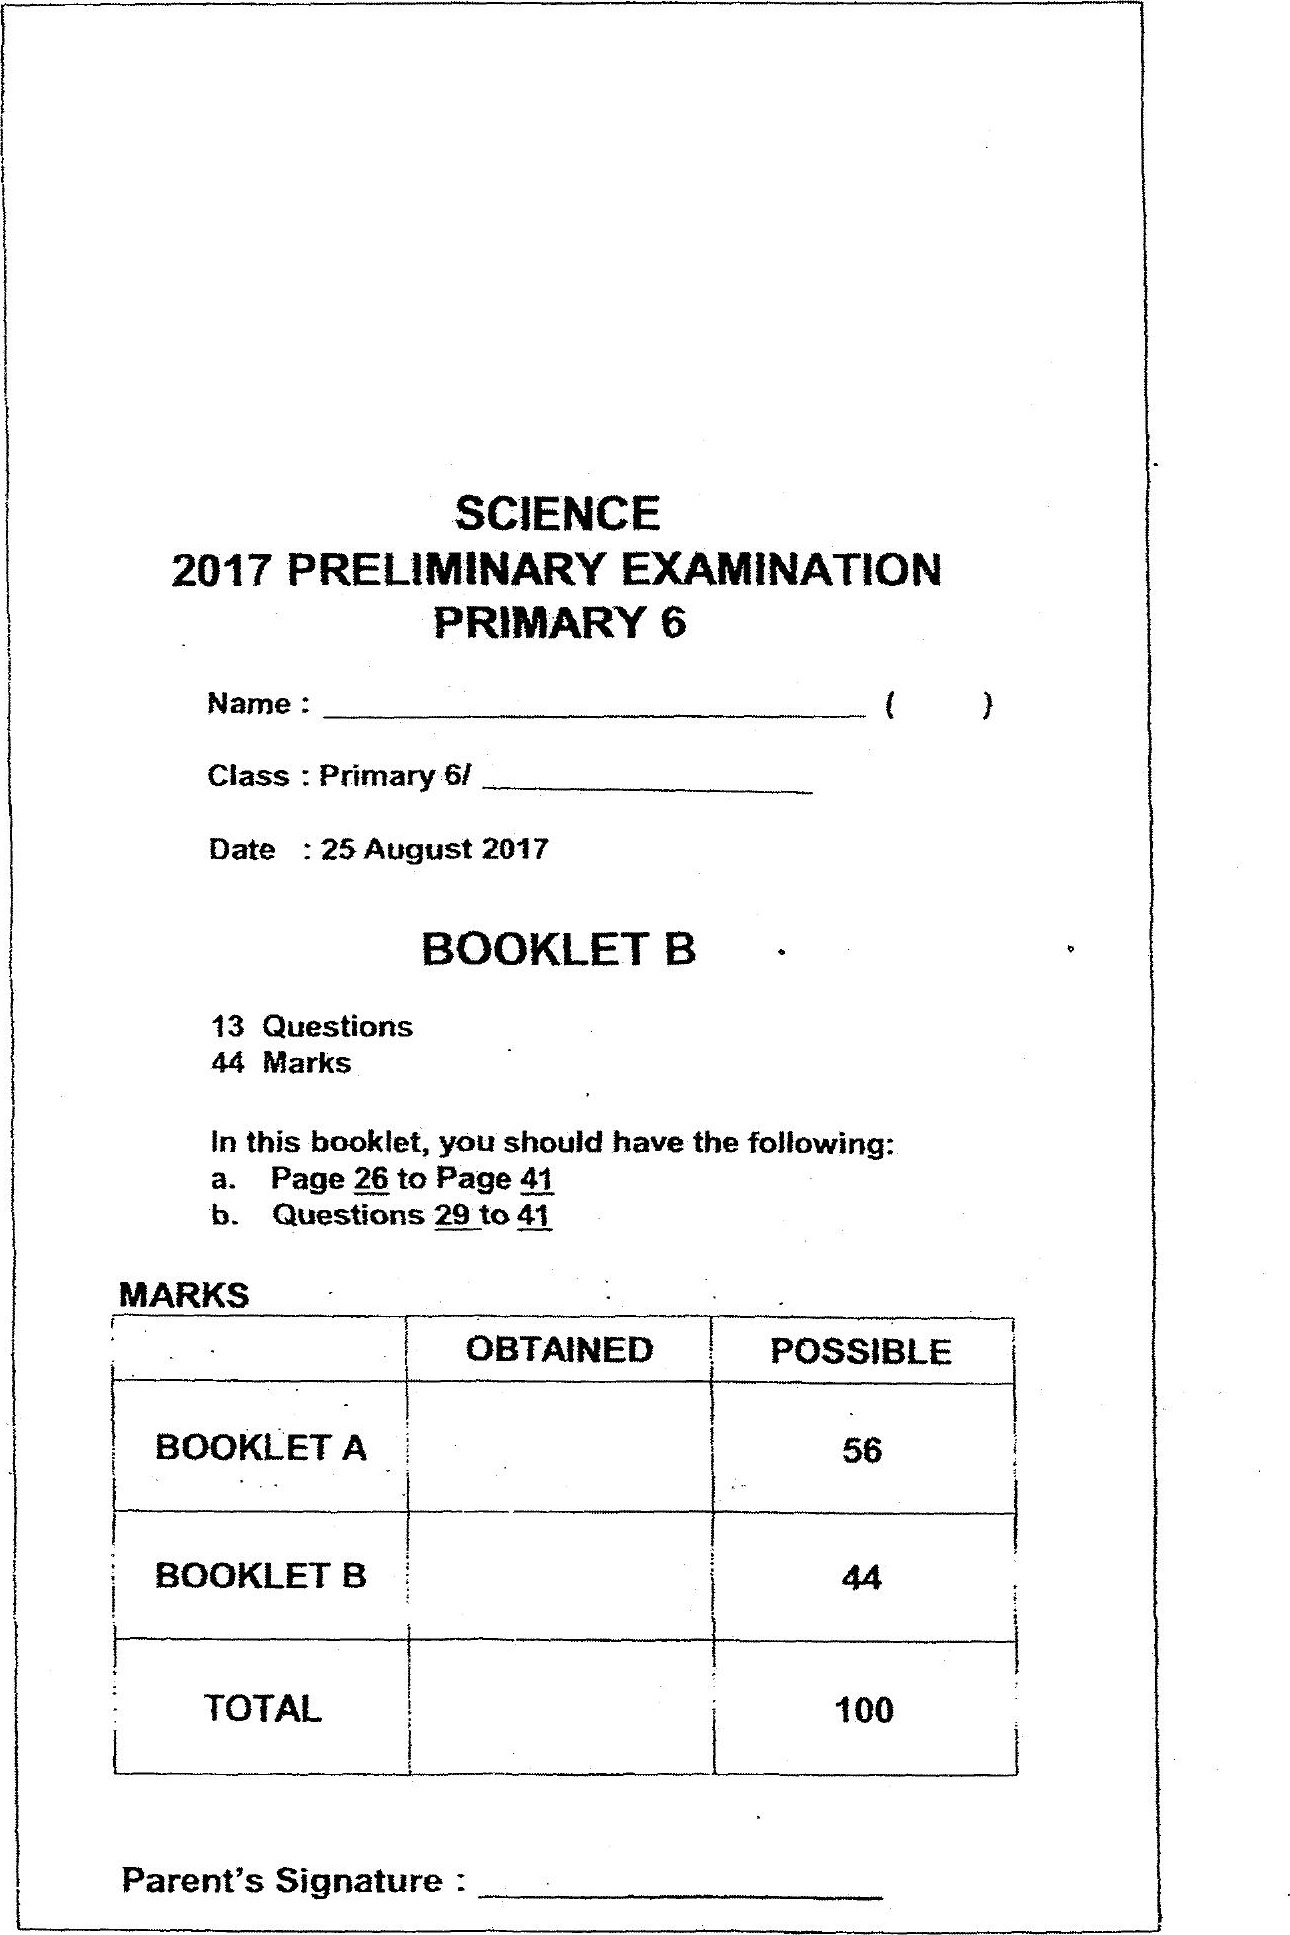 SCIENCE
2017 PRELIMINARY EXAMINATION
PRIMARY 6
Name : ( )
Class : Primary 6/
Date : 25 August 2017
BOOKLET B
13 Questions
44 Marks
In this booklet, you should have the following:
a. Page 26 to Page 41
b. Questions 29 to 41
MARKS
OBTAINED POSSIBLE
BOOKLET A 56
BOOKLET B 44
TOTAL 100
Parent's Signature :